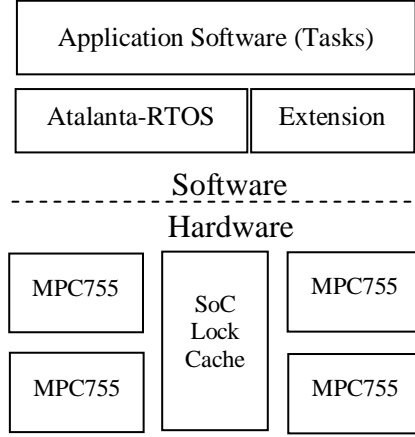 Application Software (Tasks)
Atalanta-RTOS
Extension
Software
Hardware
MPC755
SoC
Lock
Cache
MPC755
MPC755
MPC755